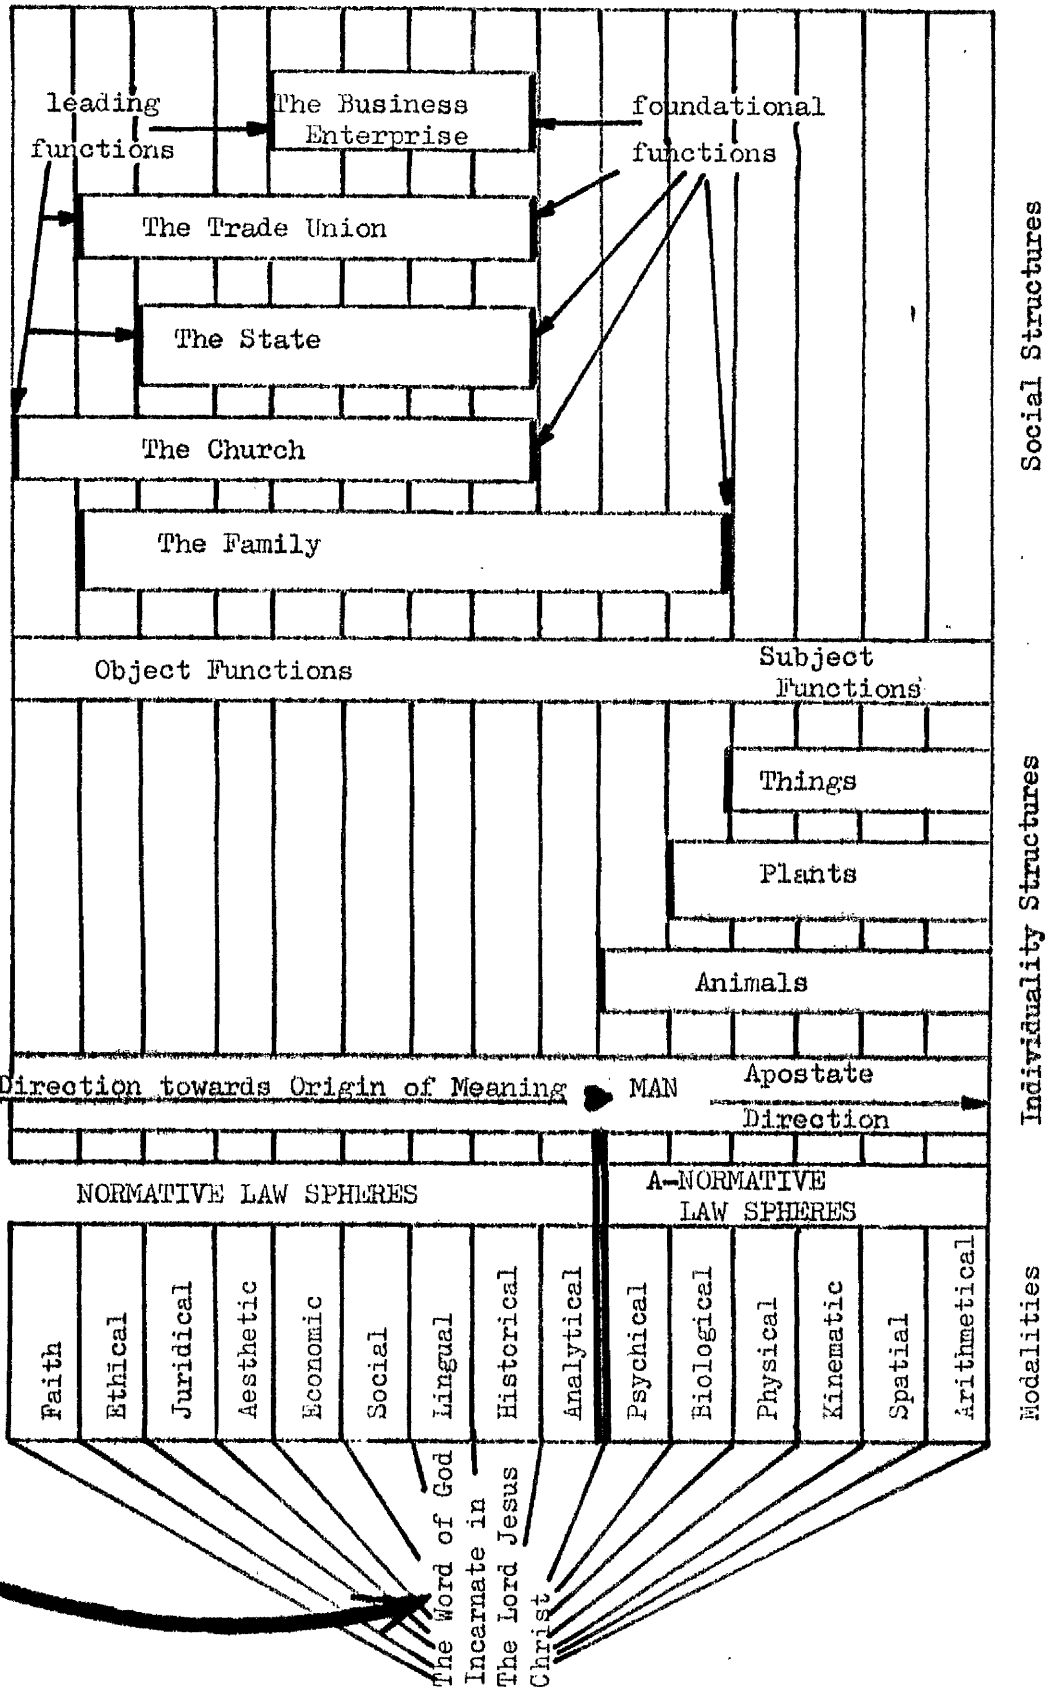 leading
functions
The Business
Enterprise
foundational
functions
The Trade Union
The State
The Church
The Family
Social Structures
Object Functions
Subject
Functions
Things
Plants
Animals
Individuality Structures
Direction towards Origin of Meaning
MAN
Apostate
Direction
NORMATIVE LAW SPHERES
A-NORMATIVE
LAW SPHERES
Faith
Ethical
Juridical
Aesthetic
Economic
Social
Lingual
Historical
Analytical
Psychical
Biological
Physical
Kinematic
Spatial
Arithmetical
Modalities
The Word of God
Incarnate in
The Lord Jesus
Christ